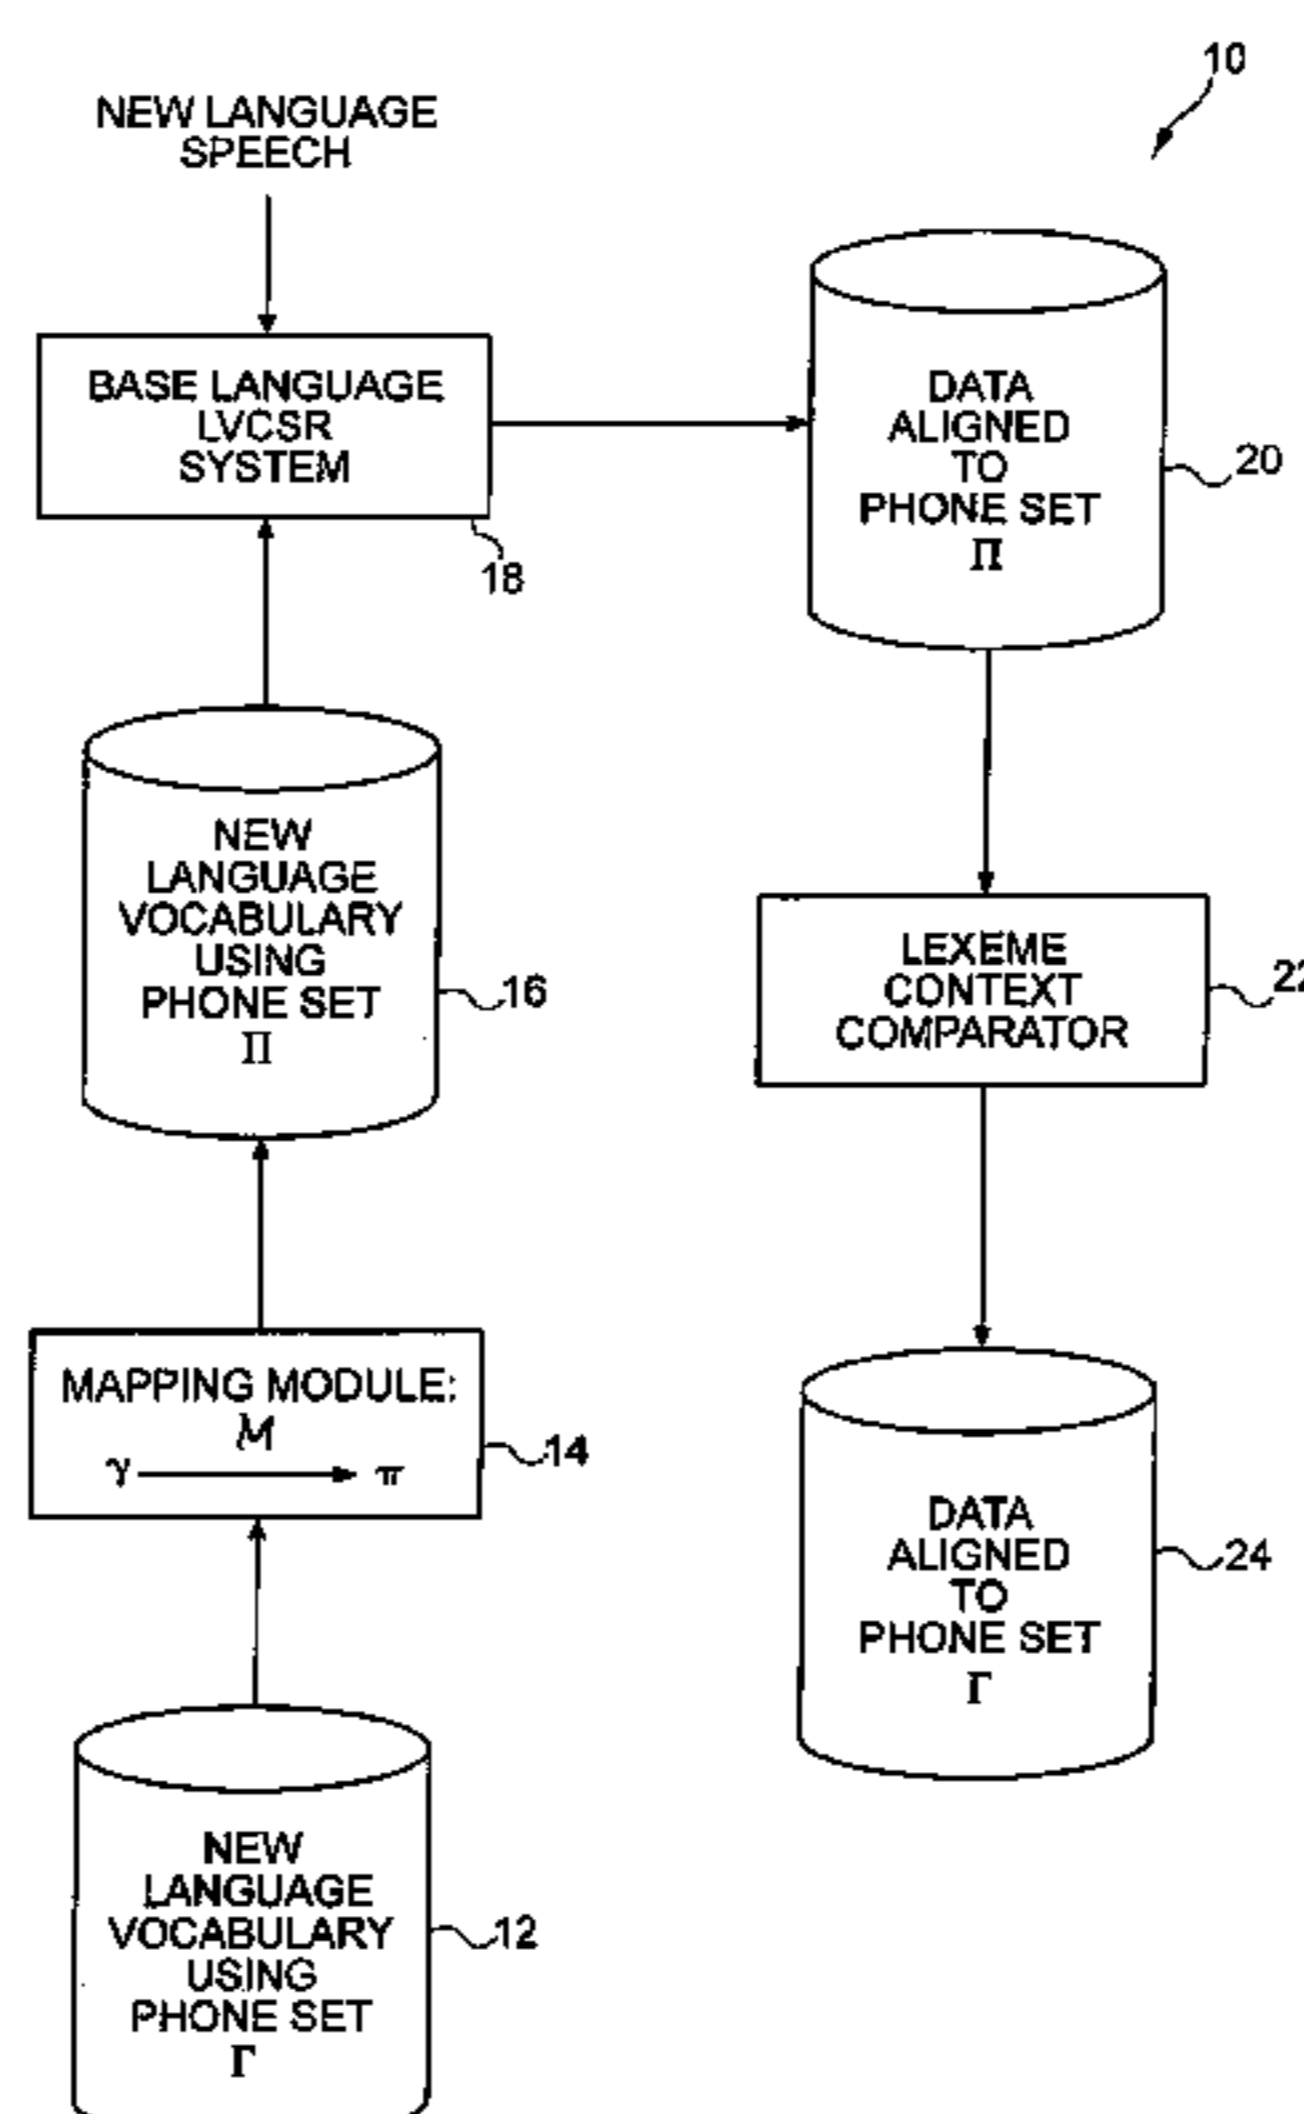 10
NEW LANGUAGE
SPEECH
BASE LANGUAGE
LVCSR
SYSTEM
18
DATA
ALIGNED
TO
PHONE SET
Π
20
NEW
LANGUAGE
VOCABULARY
USING
PHONE SET
Π
16
LEXEME
CONTEXT
COMPARATOR
22
MAPPING MODULE:
M
γ π
14
DATA
ALIGNED
TO
PHONE SET
Γ
24
NEW
LANGUAGE
VOCABULARY
USING
PHONE SET
Γ
12